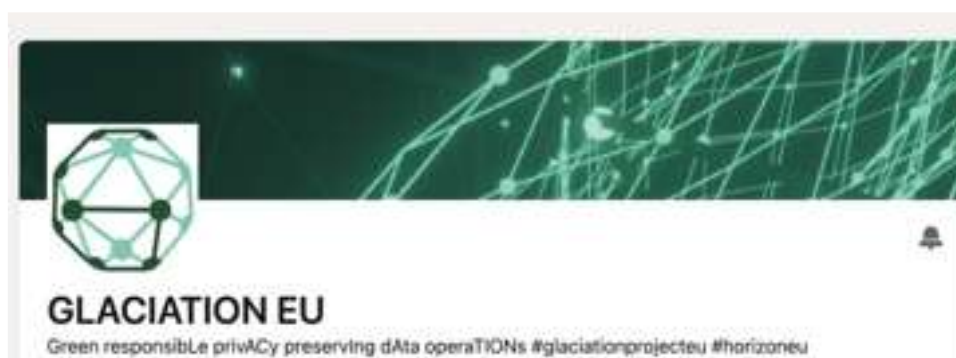 GLACIATION EU
Green responsibLe privACy preservIng dAta operaTIONs #glaciationprojecteu #horizoneu